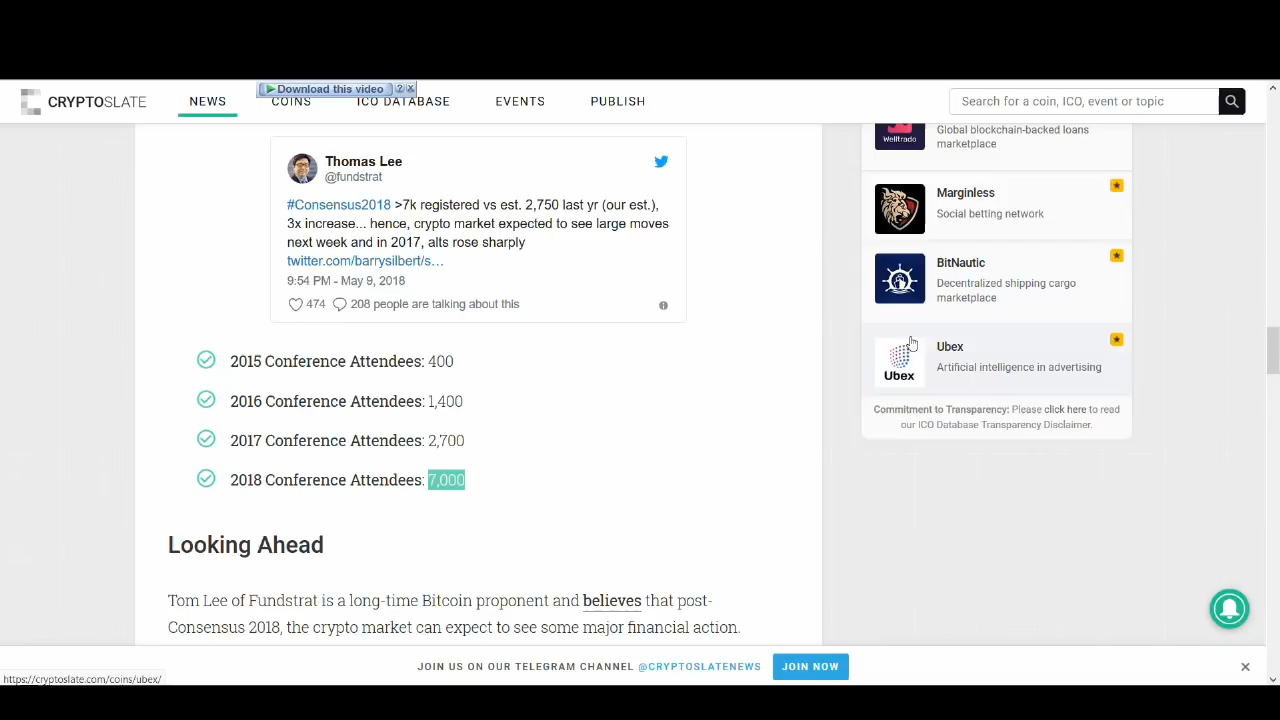 CRYPTOSLATE
NEWS
COINS
ICO DATABASE
EVENTS
PUBLISH
Download this video
?
Search for a coin, ICO, event or topic
Thomas Lee
@fundstrat
#Consensus2018 >7k registered vs est. 2,750 last yr (our est.),
3x increase... hence, crypto market expected to see large moves
next week and in 2017, alts rose sharply
twitter.com/barrysilbert/s…
9:54 PM - May 9, 2018
474
208 people are talking about this
2015 Conference Attendees: 400
2016 Conference Attendees: 1,400
2017 Conference Attendees: 2,700
2018 Conference Attendees: 7,000
Looking Ahead
Tom Lee of Fundstrat is a long-time Bitcoin proponent and believes that post-
Consensus 2018, the crypto market can expect to see some major financial action.
Welltrado
Global blockchain-backed loans
marketplace
Marginless
Social betting network
BitNautic
Decentralized shipping cargo
marketplace
Ubex
Ubex
Artificial intelligence in advertising
Commitment to Transparency: Please click here to read
our ICO Database Transparency Disclaimer.
JOIN US ON OUR TELEGRAM CHANNEL @CRYPTOSLATENEWS
JOIN NOW
https://cryptoslate.com/coins/ubex/